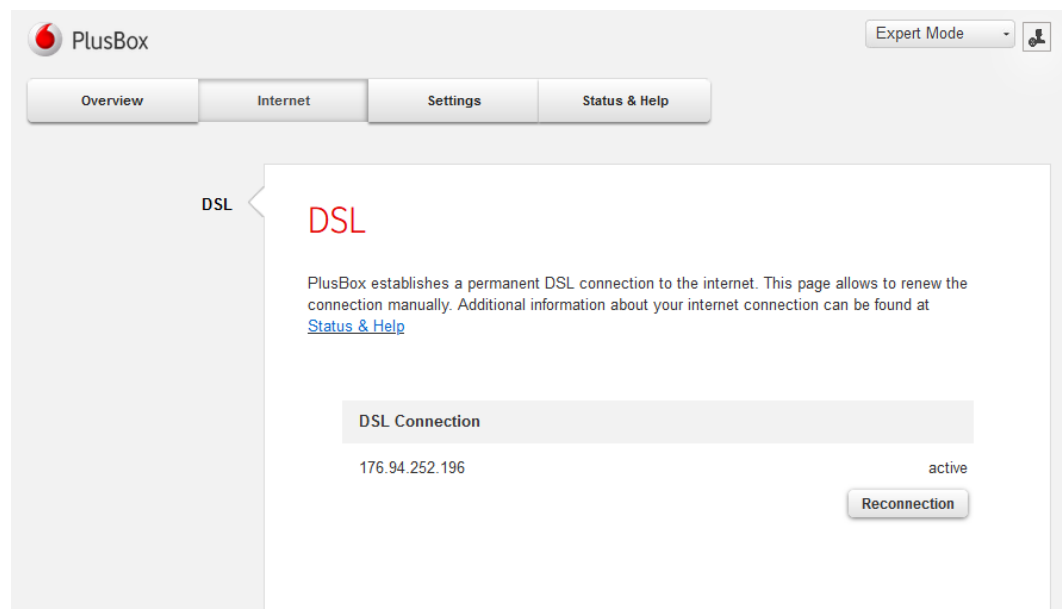 PlusBox
Expert Mode
Overview
Internet
Settings
Status & Help
DSL
DSL
PlusBox establishes a permanent DSL connection to the internet. This page allows to renew the
connection manually. Additional information about your internet connection can be found at
Status & Help
DSL Connection
176.94.252.196
active
Reconnection